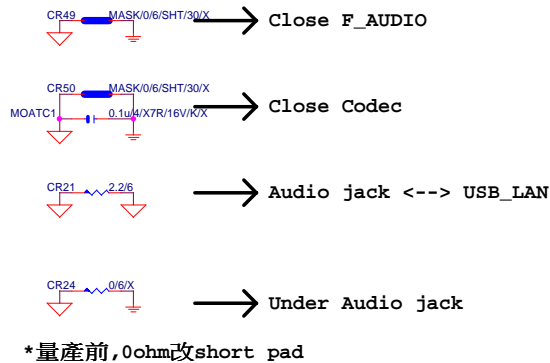 CR49 MASK/0/6/SHT/30/X Close F_AUDIO
CR50 MASK/0/6/SHT/30/X
MOATC1 0.1u/4/X7R/16V/K/X Close Codec
CR21 2.2/6 Audio jack <--> USB_LAN
CR24 0/6/X
Under Audio jack
*量產前,0ohm改short pad